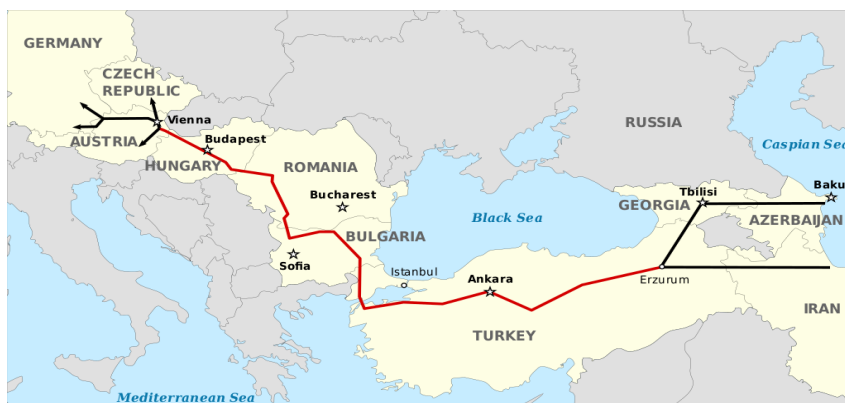 GERMANY
CZECH
REPUBLIC
Vienna
AUSTRIA
Budapest
HUNGARY
ROMANIA
Bucharest
BULGARIA
Sofia
Istanbul
Ankara
TURKEY
Black Sea
RUSSIA
Caspian Sea
Tbilisi
GEORGIA
Baku
AZERBAIJAN
Erzurum
IRAN
Mediterranean Sea